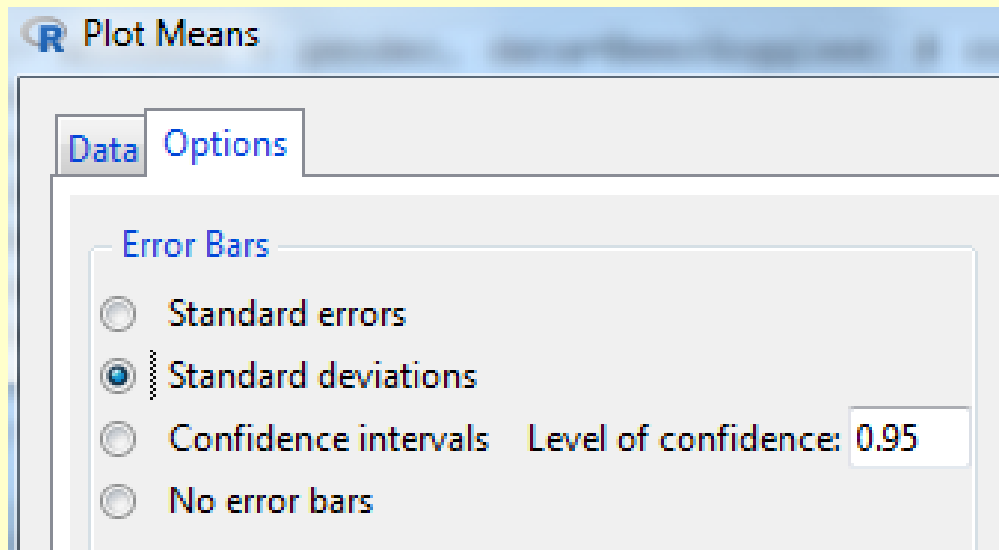 R Plot Means
Data Options
Error Bars
Standard errors
Standard deviations
Confidence intervals Level of confidence: 0.95
No error bars